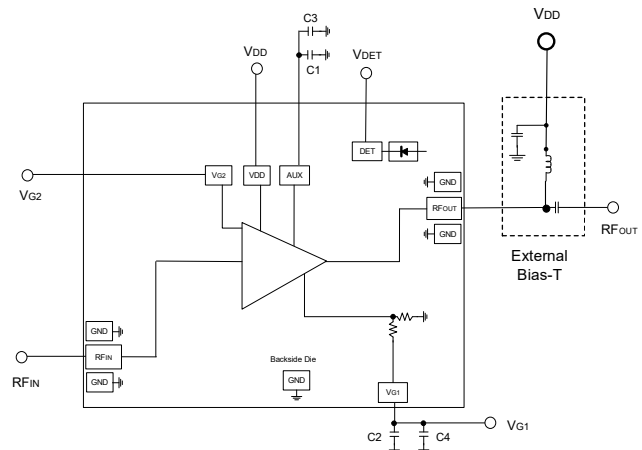 C3
VDD
VDD
C1
VDET
DET
VG2
VDD
AUX
GND
VG2
RFOUT
GND
RFOUT
External
Bias-T
GND
RFIN
Backside Die
RFIN
GND
GND
VG1
VG1
C2
C4